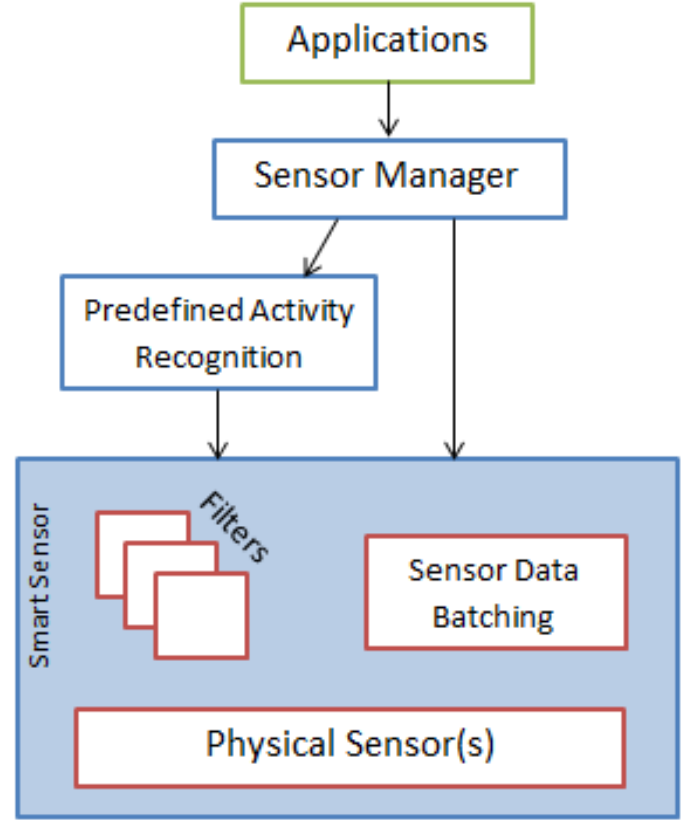 Applications
Sensor Manager
Predefined Activity
Recognition
Smart Sensor
Filters
Sensor Data
Batching
Physical Sensor(s)